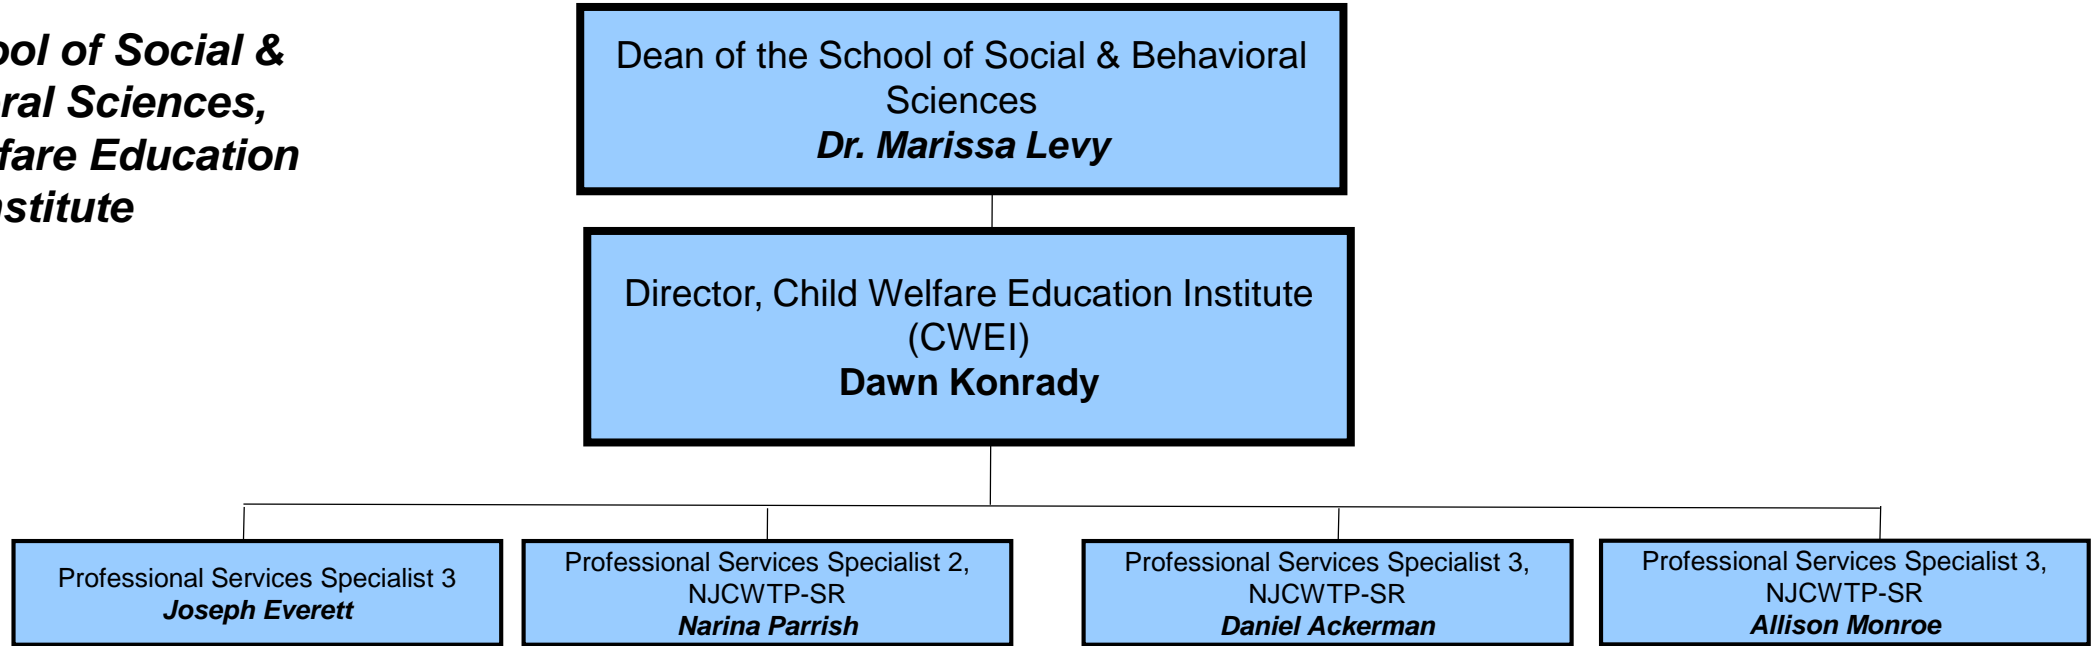 ool of Social &
ral Sciences,
fare Education
nstitute
Dean of the School of Social & Behavioral
Sciences
Dr. Marissa Levy
Director, Child Welfare Education Institute
(CWEI)
Dawn Konrady
Professional Services Specialist 3
Joseph Everett
Professional Services Specialist 2,
NJCWTP-SR
Narina Parrish
Professional Services Specialist 3,
NJCWTP-SR
Daniel Ackerman
Professional Services Specialist 3,
NJCWTP-SR
Allison Monroe